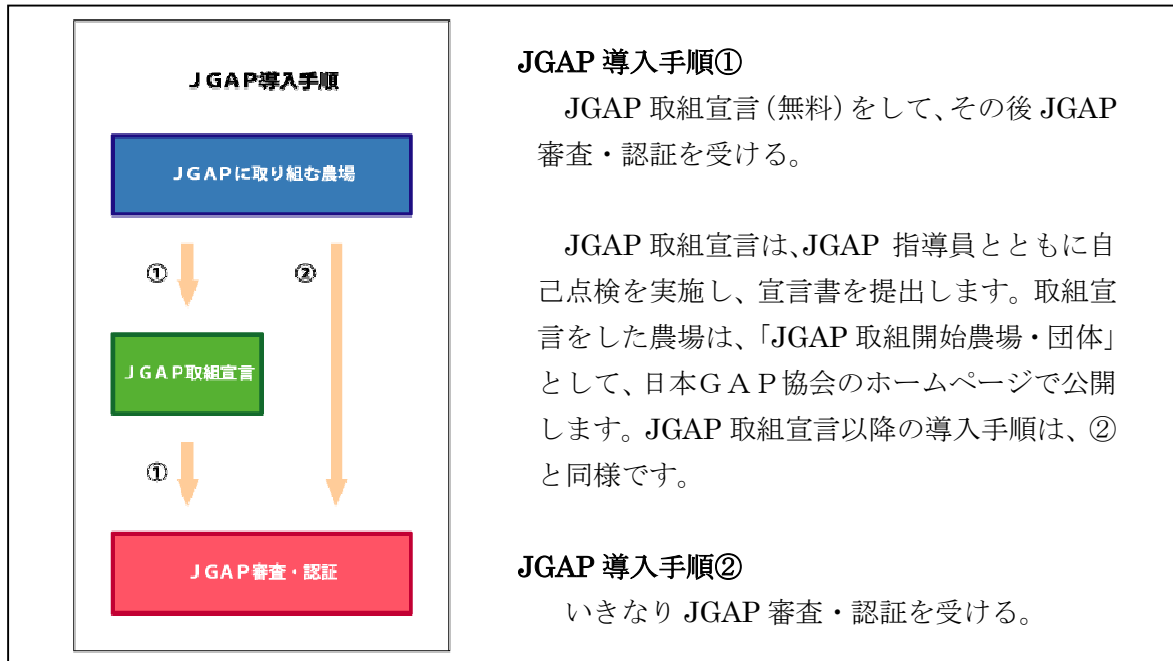 JGAP導入手順
JGAPに取り組む農場
①
②
JGAP取組宣言
①
JGAP審査・認証
JGAP 導入手順①
JGAP 取組宣言(無料)をして、その後 JGAP
審査・認証を受ける。
JGAP 取組宣言は、JGAP 指導員とともに自
己点検を実施し、宣言書を提出します。取組宣
言をした農場は、「JGAP 取組開始農場・団体」
として、日本GAP協会のホームページで公開
します。JGAP 取組宣言以降の導入手順は、②
と同様です。
JGAP 導入手順②
いきなり JGAP 審査・認証を受ける。